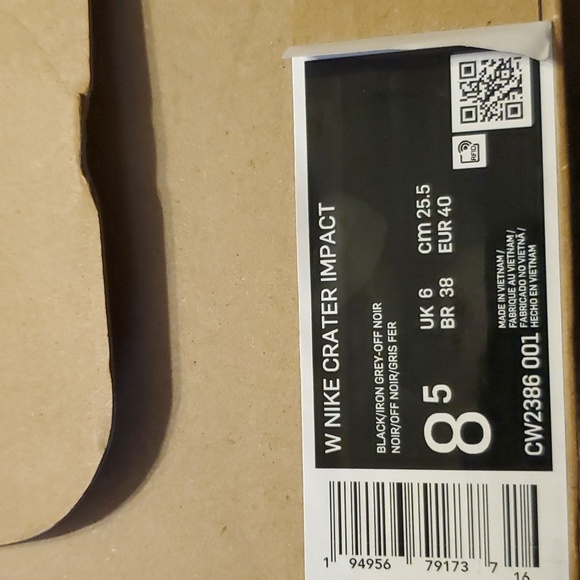 W NIKE CRATER IMPACT
BLACK/IRON GREY-OFF NOIR
NOIR/OFF NOIR/GRIS FER
8 5
UK 6 Cm 25.5
BR 38 EUR 40
RFID
MADE IN VIETNAM /
FABRIQUE AU VIETNAM /
FABRICADO NO VIETNÃ /
HECHO EN VIETNAM
CW2386 001
1 94956 79173 7
16